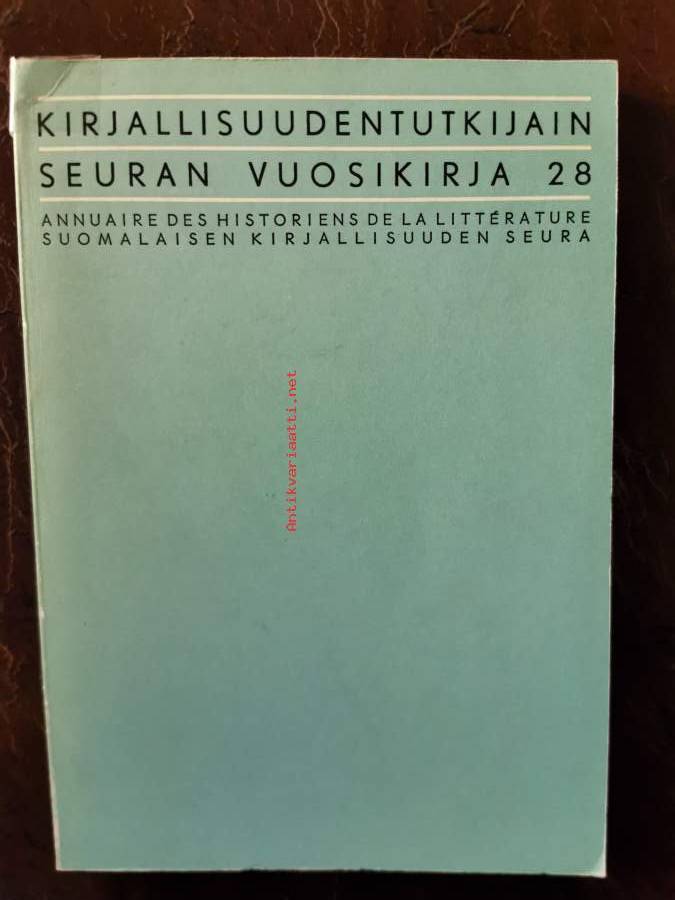 KIRJALLISUUDENTUTKIJAIN
SEURAN VUOSIKIRJA 28
ANNUAIRE DES HISTORIENS DE LA LITTÉRATURE
SUOMALAISEN KIRJALLISUUDEN SEURA
Antikvariaatti.net